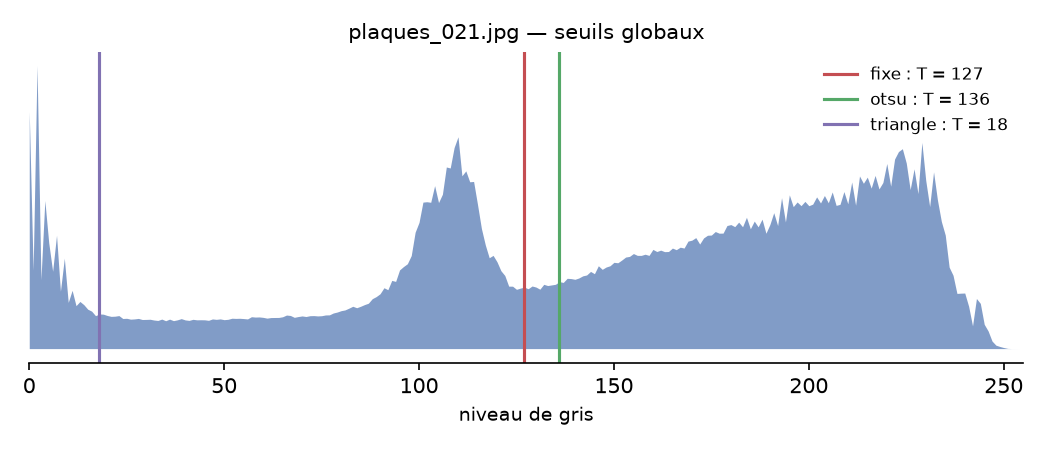 plaques_021.jpg — seuils globaux
fixe : T = 127
otsu : T = 136
triangle : T = 18
0 50 100 150 200 250
niveau de gris